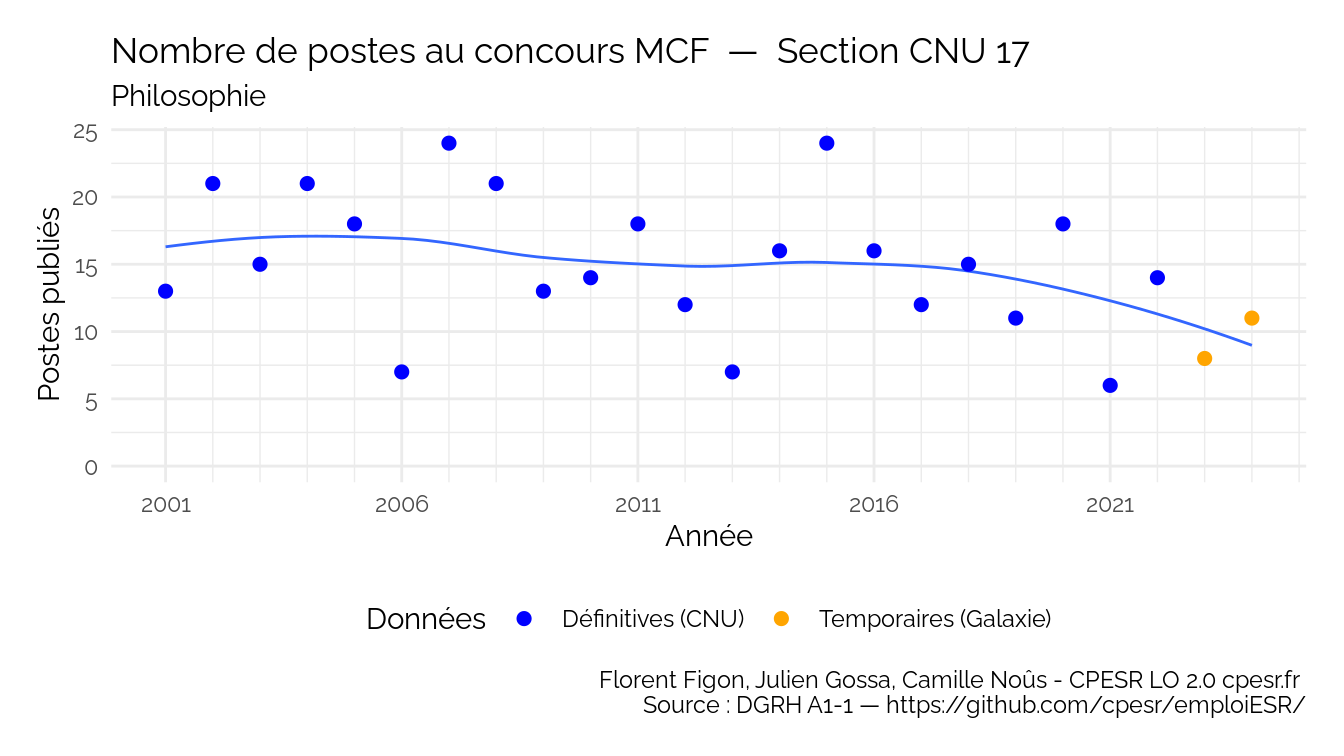 Nombre de postes au concours MCF — Section CNU 17
Philosophie
Postes publiés
25
20
15
10
5
0
2001 2006 2011 2016 2021
Année
Données Définitives (CNU) Temporaires (Galaxie)
Florent Figon, Julien Gossa, Camille Noûs - CPESR LO 2.0 cpesr.fr
Source : DGRH A1-1 — https://github.com/cpesr/emploiESR/